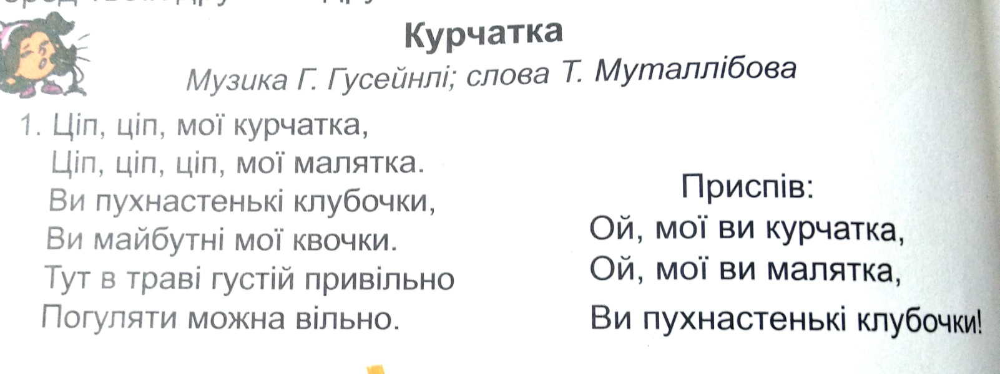 Курчатка
Музика Г. Гусейнлі; слова Т. Муталлібова
1. Ціп, ціп, мої курчатка,
Ціп, ціп, ціп, мої малятка.
Ви пухнастенькі клубочки,
Ви майбутні мої квочки.
Тут в траві густій привільно
Погуляти можна вільно.
Приспів:
Ой, мої ви курчатка,
Ой, мої ви малятка,
Ви пухнастенькі клубочки!